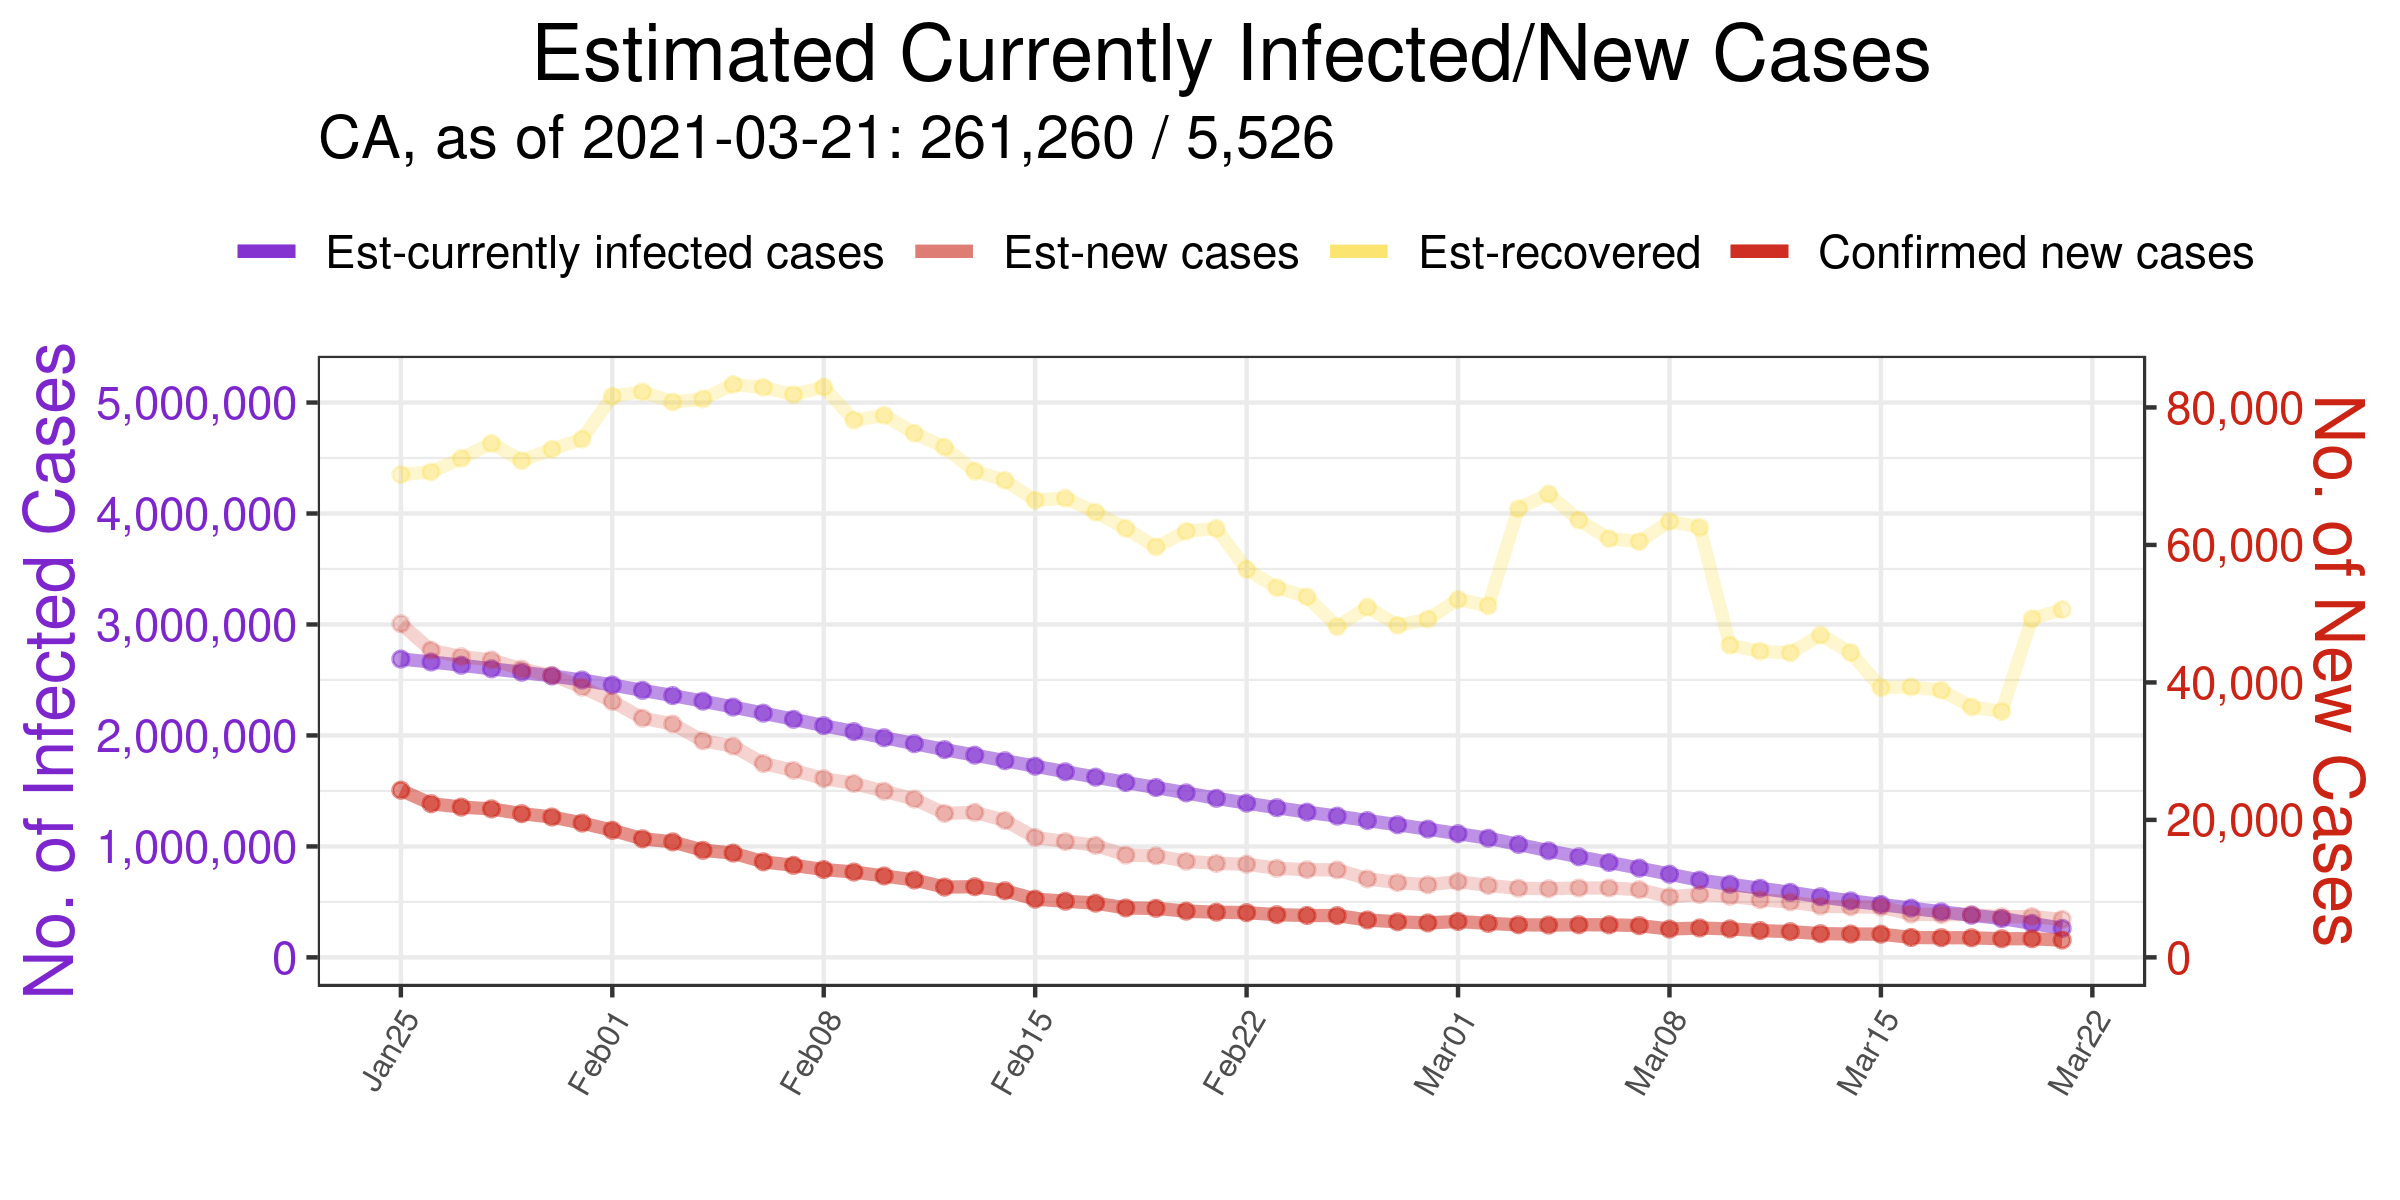 Estimated Currently Infected/New Cases
CA, as of 2021-03-21: 261,260 / 5,526
Est-currently infected cases Est-new cases Est-recovered Confirmed new cases
No. of Infected Cases
5,000,000
4,000,000
3,000,000
2,000,000
1,000,000
0
80,000
60,000
40,000
20,000
0
No. of New Cases
Jan25 Feb01 Feb08 Feb15 Feb22 Mar01 Mar08 Mar15 Mar22